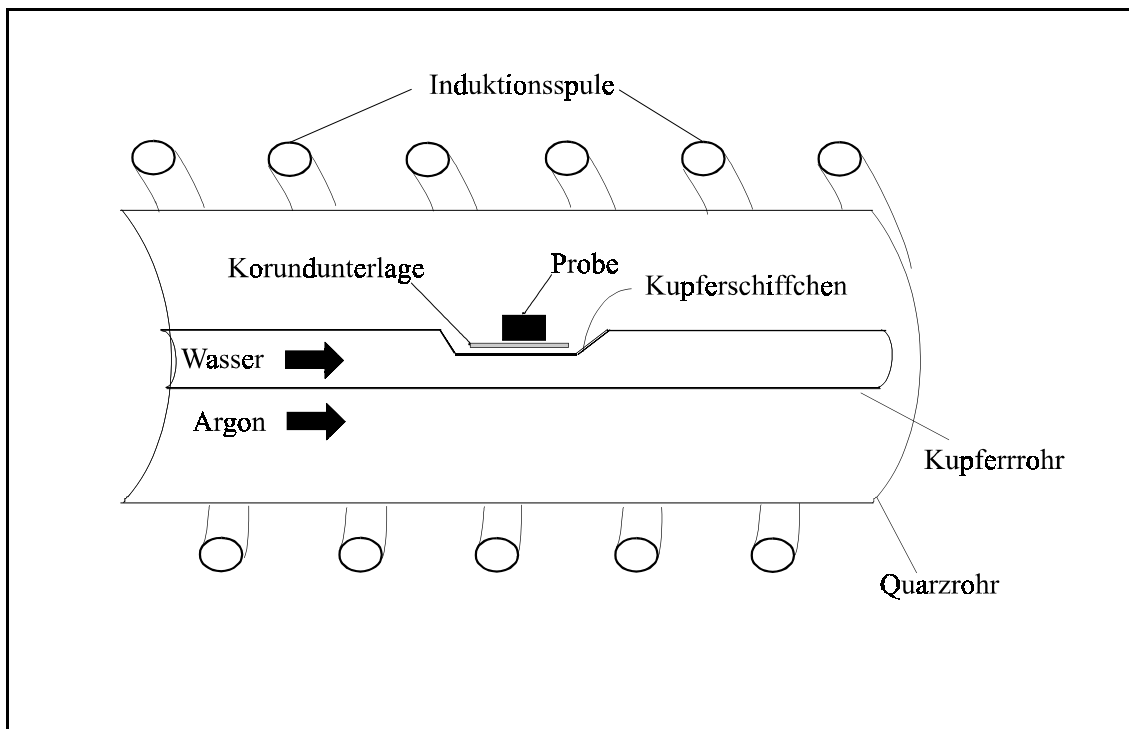 Induktionsspule
Probe
Korundunterlage
Kupferschiffchen
Wasser
Argon
Kupferrrohr
Quarzrohr